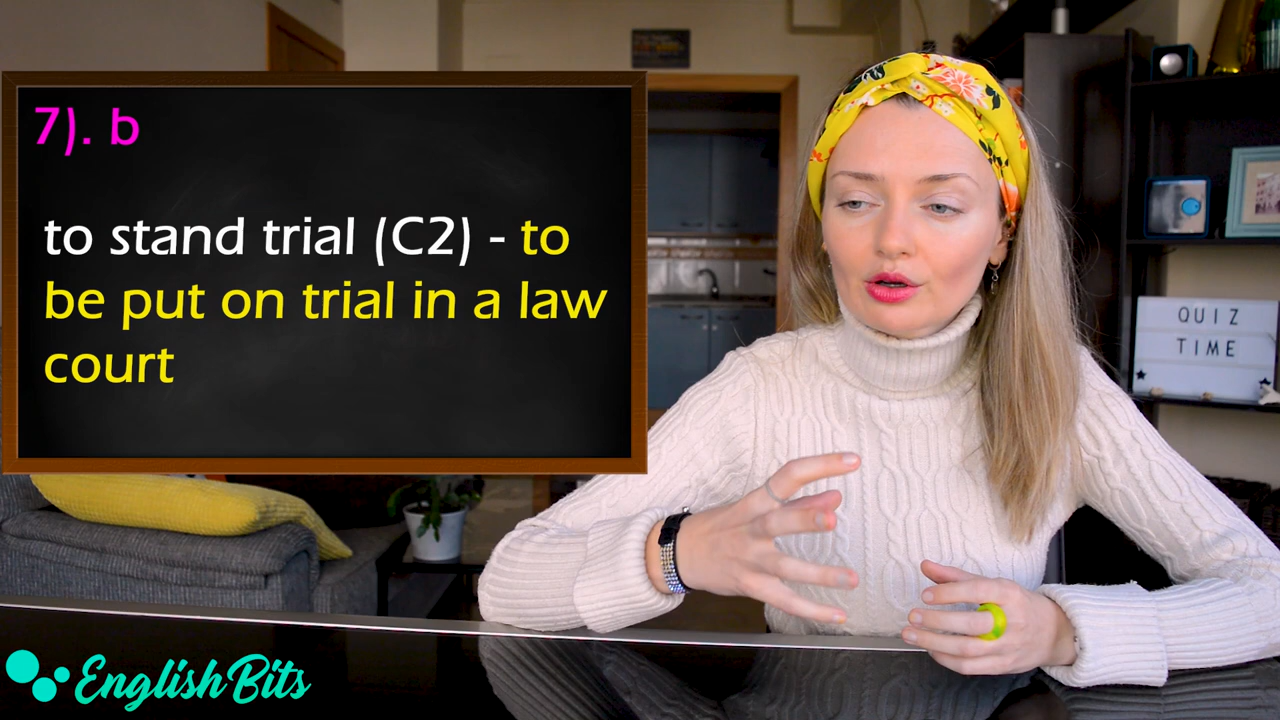 7). b
to stand trial (C2) - to
be put on trial in a law
court
QUIZ
TIME
EnglishBits